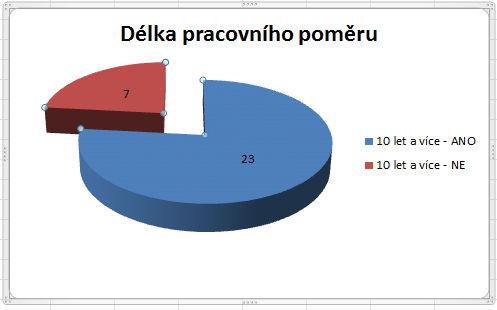 Délka pracovního poměru
7
23
10 let a více - ANO
10 let a více - NE